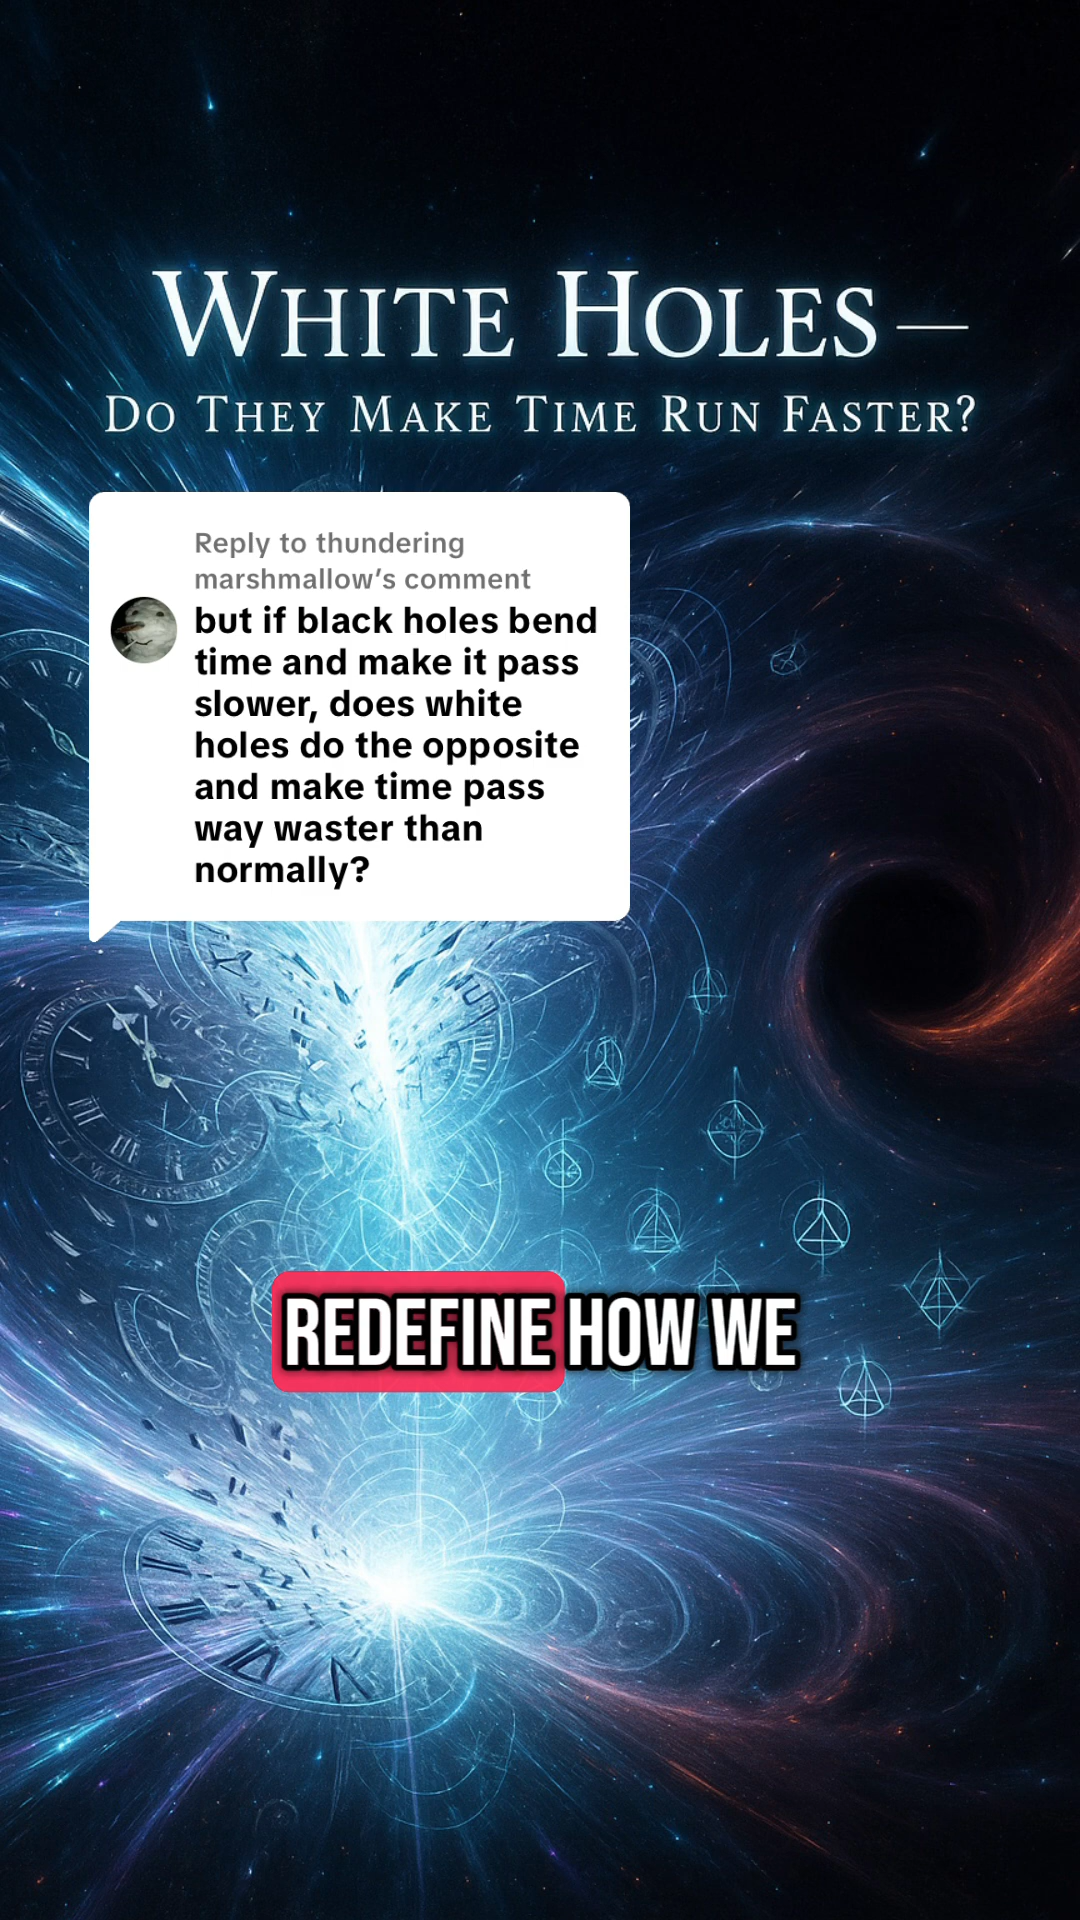 White Holes—
Do They Make Time Run Faster?
Reply to thundering
marshmallow’s comment
but if black holes bend
time and make it pass
slower, does white
holes do the opposite
and make time pass
way waster than
normally?
REDEFINE HOW WE